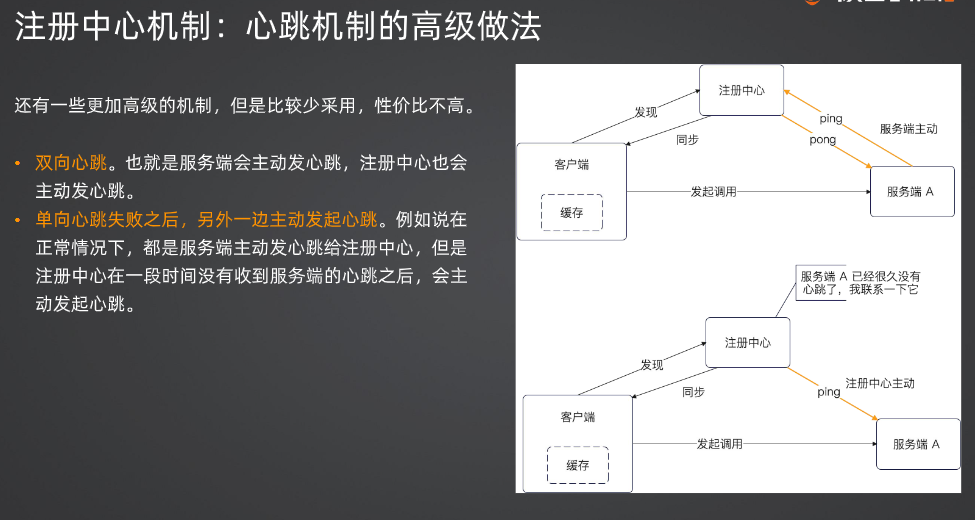 注册中心机制：心跳机制的高级做法
还有一些更加高级的机制，但是比较少采用，性价比不高。
• 双向心跳。也就是服务端会主动发心跳，注册中心也会
主动发心跳。
• 单向心跳失败之后，另外一边主动发起心跳。例如说在
正常情况下，都是服务端主动发心跳给注册中心，但是
注册中心在一段时间没有收到服务端的心跳之后，会主
动发起心跳。
注册中心
发现
ping
服务端主动
同步
pong
客户端
发起调用
服务端 A
缓存
服务端 A 已经很久没有
心跳了，我联系一下它
注册中心
发现
注册中心主动
同步
ping
客户端
发起调用
服务端 A
缓存